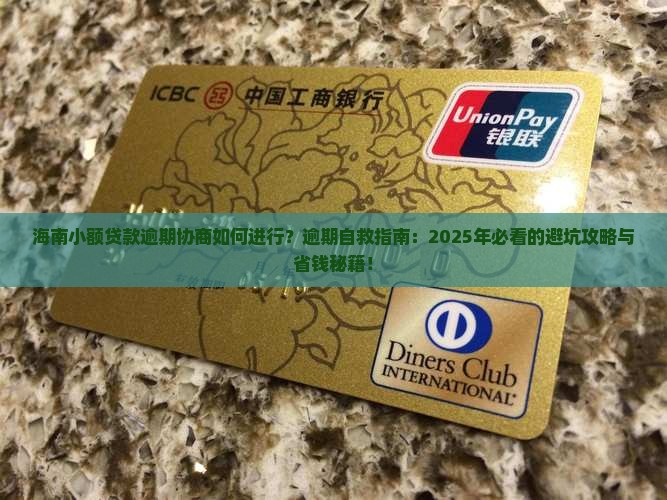 ICBC 中国工商银行
UnionPay
银联
海南小额贷款逾期协商如何进行？逾期自救指南：2025年必看的避坑攻略与
省钱秘籍！
Diners Club
INTERNATIONAL